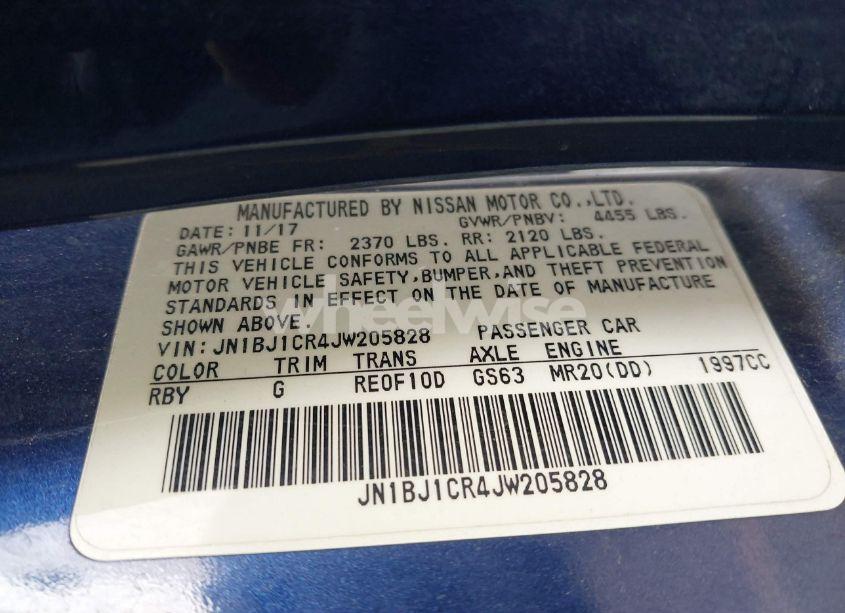 MANUFACTURED BY NISSAN MOTOR CO.,LTD.
DATE: 11/17 GVWR/PNBV: 4455 LBS.
GAWR/PNBE FR: 2370 LBS. RR: 2120 LBS.
THIS VEHICLE CONFORMS TO ALL APPLICABLE FEDERAL
MOTOR VEHICLE SAFETY,BUMPER,AND THEFT PREVENTION
STANDARDS IN EFFECT ON THE DATE OF MANUFACTURE
SHOWN ABOVE.
wheelwise
VIN: JN1BJ1CR4JW205828 PASSENGER CAR
COLOR TRIM TRANS AXLE ENGINE
RBY G RE0F10D GS63 MR20(DD) 1997CC
JN1BJ1CR4JW205828